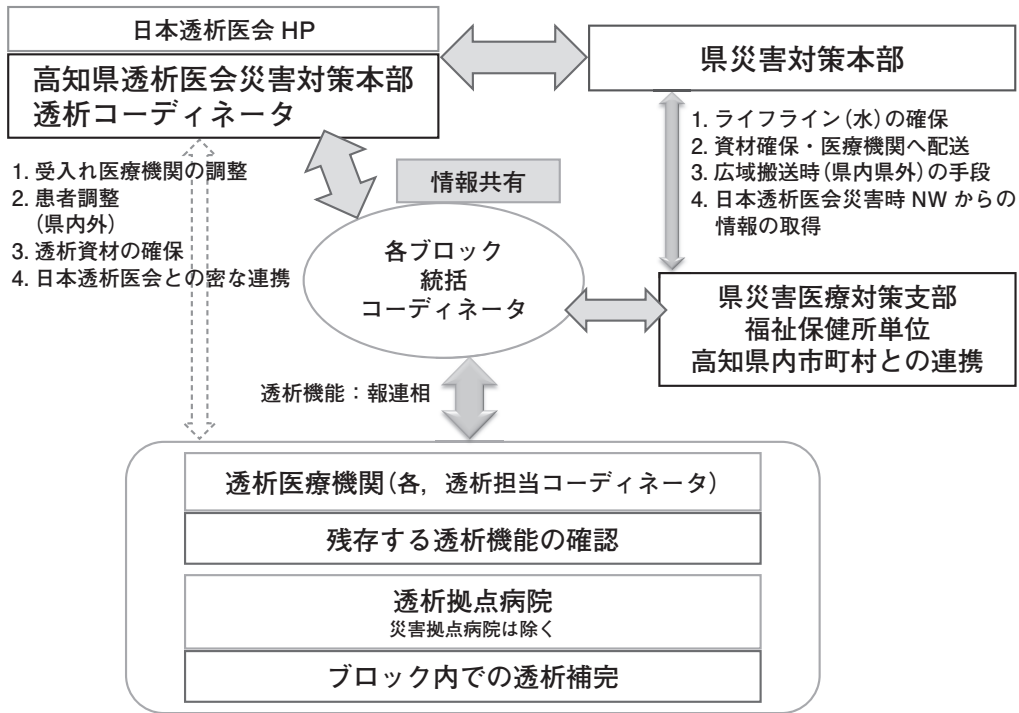 日本透析医会 HP
高知県透析医会災害対策本部
透析コーディネータ
県災害対策本部
1. 受入れ医療機関の調整
2. 患者調整
(県内外)
3. 透析資材の確保
4. 日本透析医会との密な連携
情報共有
1. ライフライン(水)の確保
2. 資材確保・医療機関へ配送
3. 広域搬送時(県内県外)の手段
4. 日本透析医会災害時 NW からの
情報の取得
各ブロック
統括
コーディネータ
県災害医療対策支部
福祉保健所単位
高知県内市町村との連携
透析機能：報連相
透析医療機関(各，透析担当コーディネータ)
残存する透析機能の確認
透析拠点病院
災害拠点病院は除く
ブロック内での透析補完